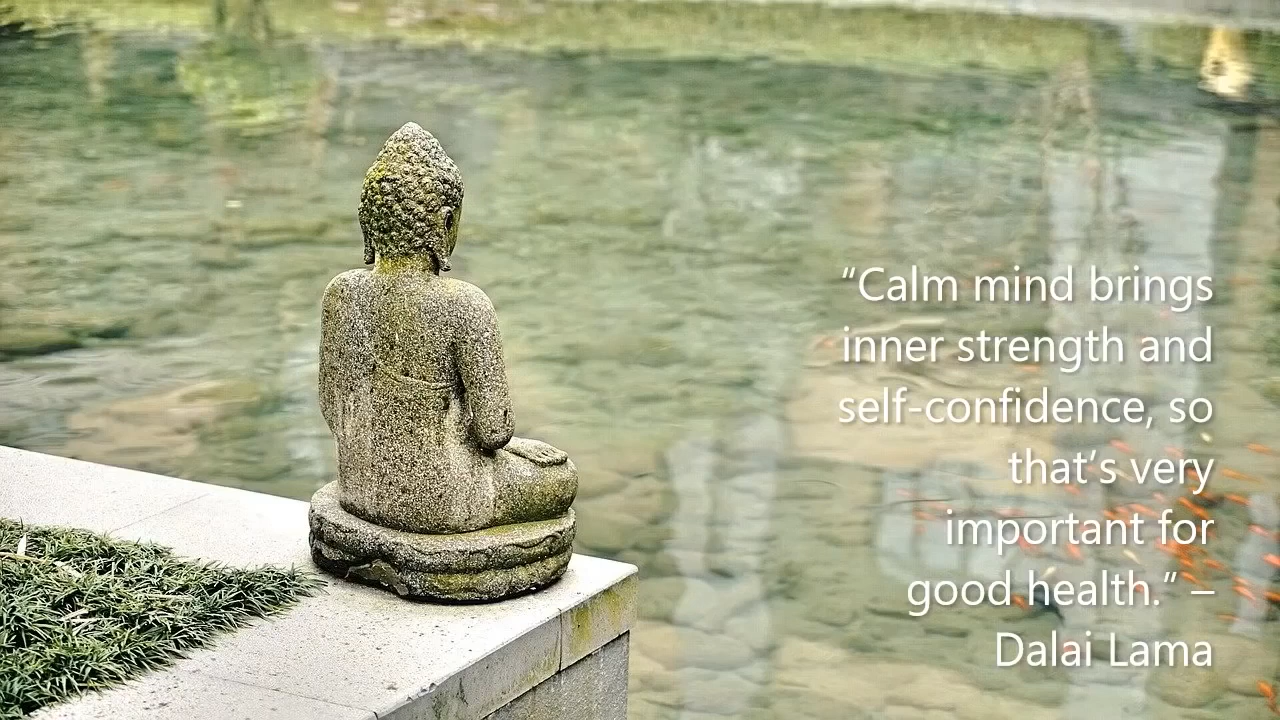 “Calm mind brings
inner strength and
self-confidence, so
that’s very
important for
good health.” –
Dalai Lama